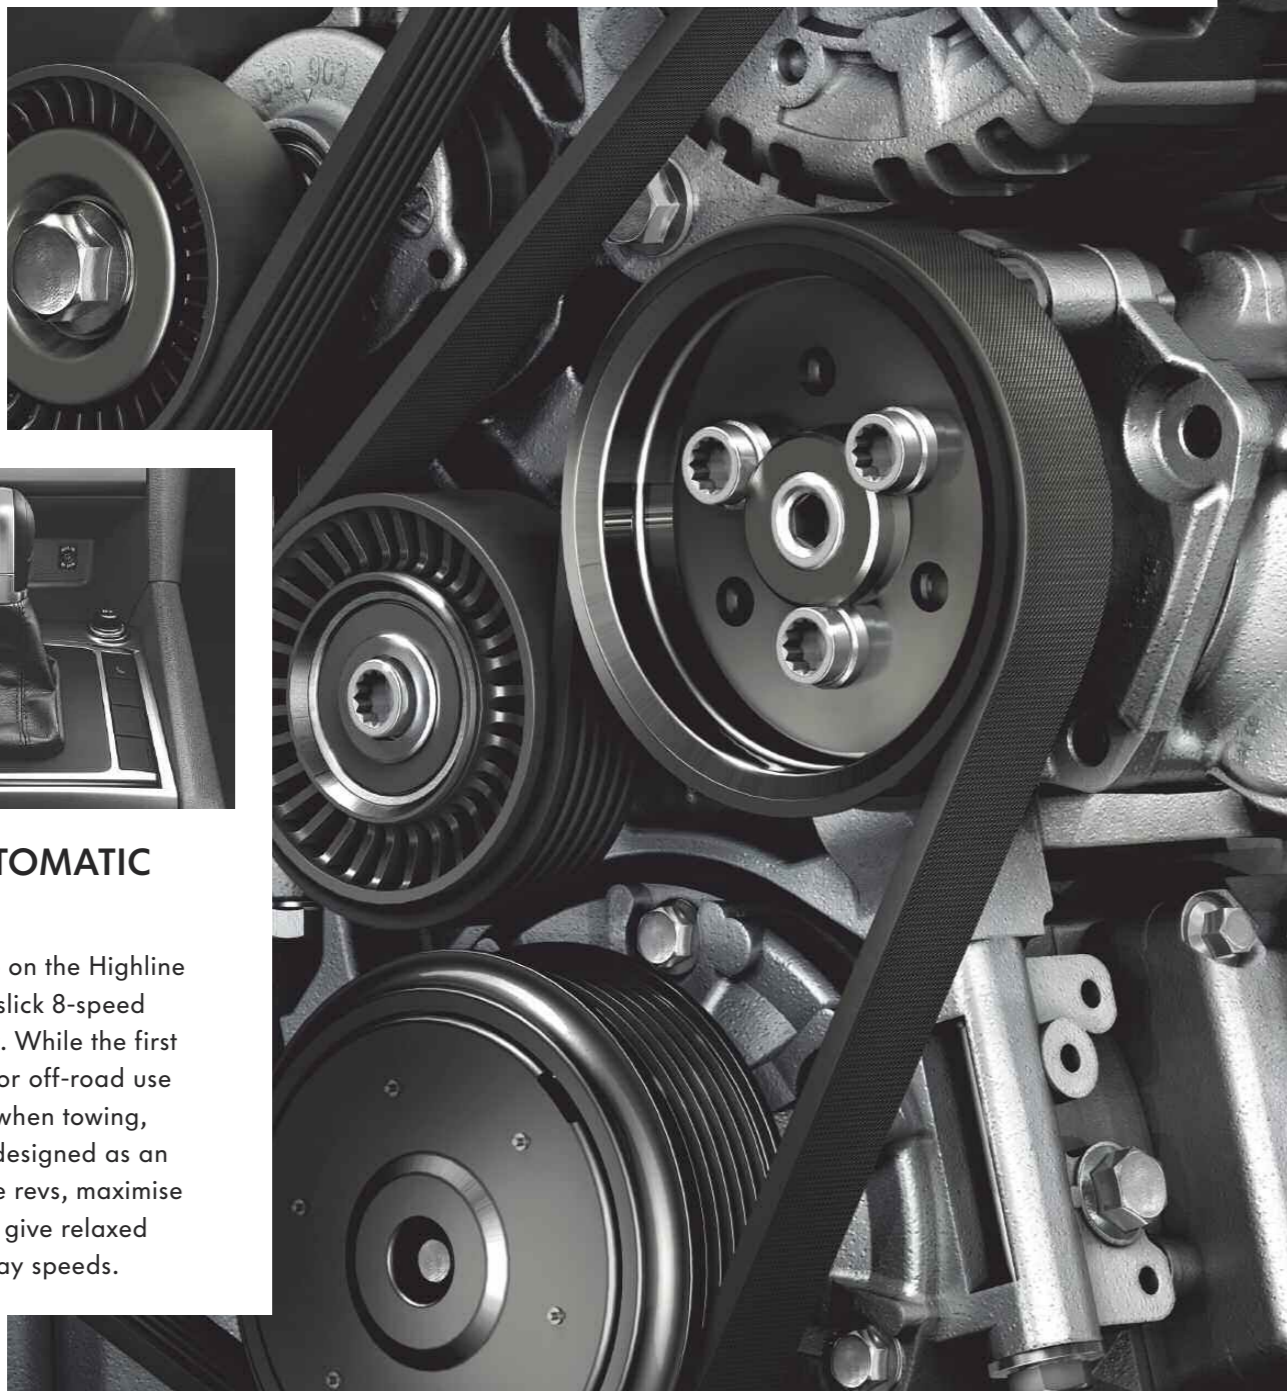 TOMATIC
on the Highline
slick 8-speed
. While the first
or off-road use
when towing,
designed as an
e revs, maximise
give relaxed
ay speeds.